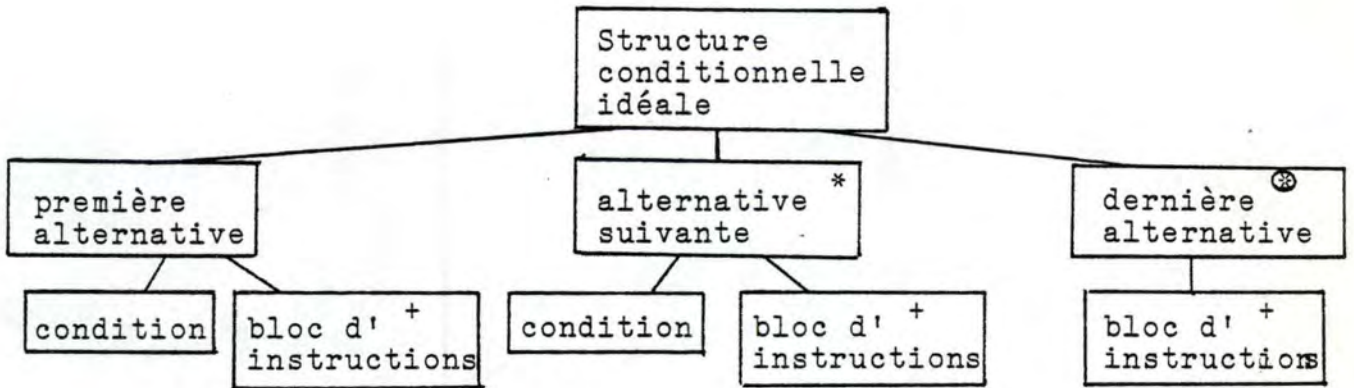 Structure
conditionnelle
idéale
première
alternative
alternative *
suivante
dernière ⊛
alternative
condition
bloc d' +
instructions
condition
bloc d' +
instructions
bloc d' +
instructions